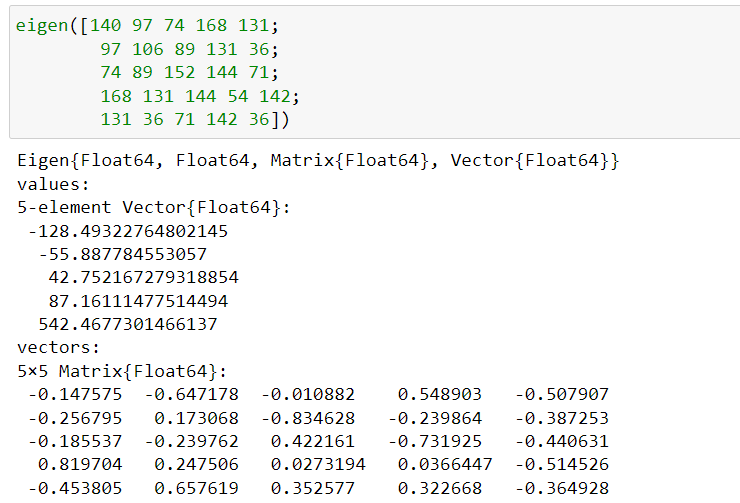 eigen([140 97 74 168 131;
97 106 89 131 36;
74 89 152 144 71;
168 131 144 54 142;
131 36 71 142 36])
Eigen{Float64, Float64, Matrix{Float64}, Vector{Float64}}
values:
5-element Vector{Float64}:
-128.49322764802145
-55.887784553057
42.752167279318854
87.16111477514494
542.4677301466137
vectors:
5×5 Matrix{Float64}:
-0.147575 -0.647178 -0.010882 0.548903 -0.507907
-0.256795 0.173068 -0.834628 -0.239864 -0.387253
-0.185537 -0.239762 0.422161 -0.731925 -0.440631
0.819704 0.247506 0.0273194 0.0366447 -0.514526
-0.453805 0.657619 0.352577 0.322668 -0.364928